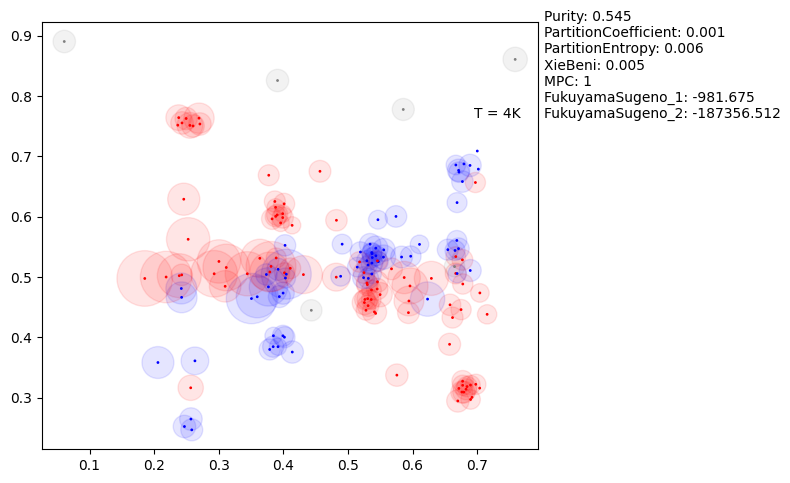 Purity: 0.545
PartitionCoefficient: 0.001
PartitionEntropy: 0.006
XieBeni: 0.005
MPC: 1
FukuyamaSugeno_1: -981.675
FukuyamaSugeno_2: -187356.512
T = 4K
0.9
0.8
0.7
0.6
0.5
0.4
0.3
0.1 0.2 0.3 0.4 0.5 0.6 0.7